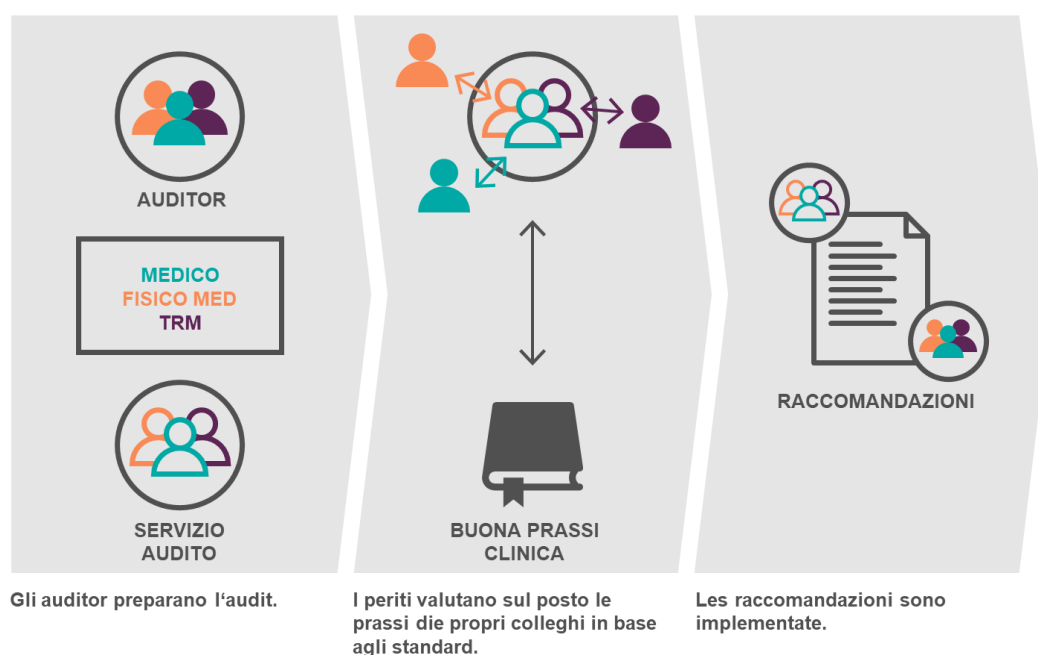 AUDITOR
MEDICO
FISICO MED
TRM
SERVIZIO
AUDITO
Gli auditor preparano l‘audit.
BUONA PRASSI
CLINICA
I periti valutano sul posto le
prassi die propri colleghi in base
agli standard.
RACCOMANDAZIONI
Les raccomandazioni sono
implementate.